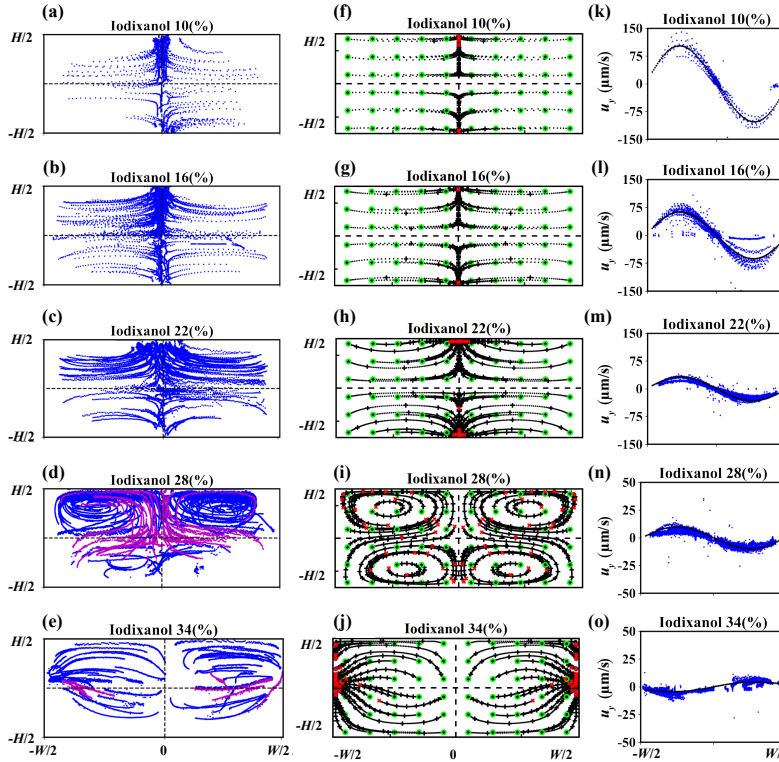 (a) Iodixanol 10(%) (f) Iodixanol 10(%) (k) Iodixanol 10(%)
H/2 H/2 150
75
0
-75
-H/2 -H/2 -150
u_y (μm/s)
(b) Iodixanol 16(%) (g) Iodixanol 16(%) (l) Iodixanol 16(%)
H/2 H/2 150
75
0
-75
-H/2 -H/2 -150
u_y (μm/s)
(c) Iodixanol 22(%) (h) Iodixanol 22(%) (m) Iodixanol 22(%)
H/2 H/2 150
75
0
-75
-H/2 -H/2 -150
u_y (μm/s)
(d) Iodixanol 28(%) (i) Iodixanol 28(%) (n) Iodixanol 28(%)
H/2 H/2 50
25
0
-25
-H/2 -H/2 -50
u_y (μm/s)
(e) Iodixanol 34(%) (j) Iodixanol 34(%) (o) Iodixanol 34(%)
H/2 H/2 50
25
0
-25
-H/2 -H/2 -50
u_y (μm/s)
-W/2 0 W/2 -W/2 0 W/2 -W/2 W/